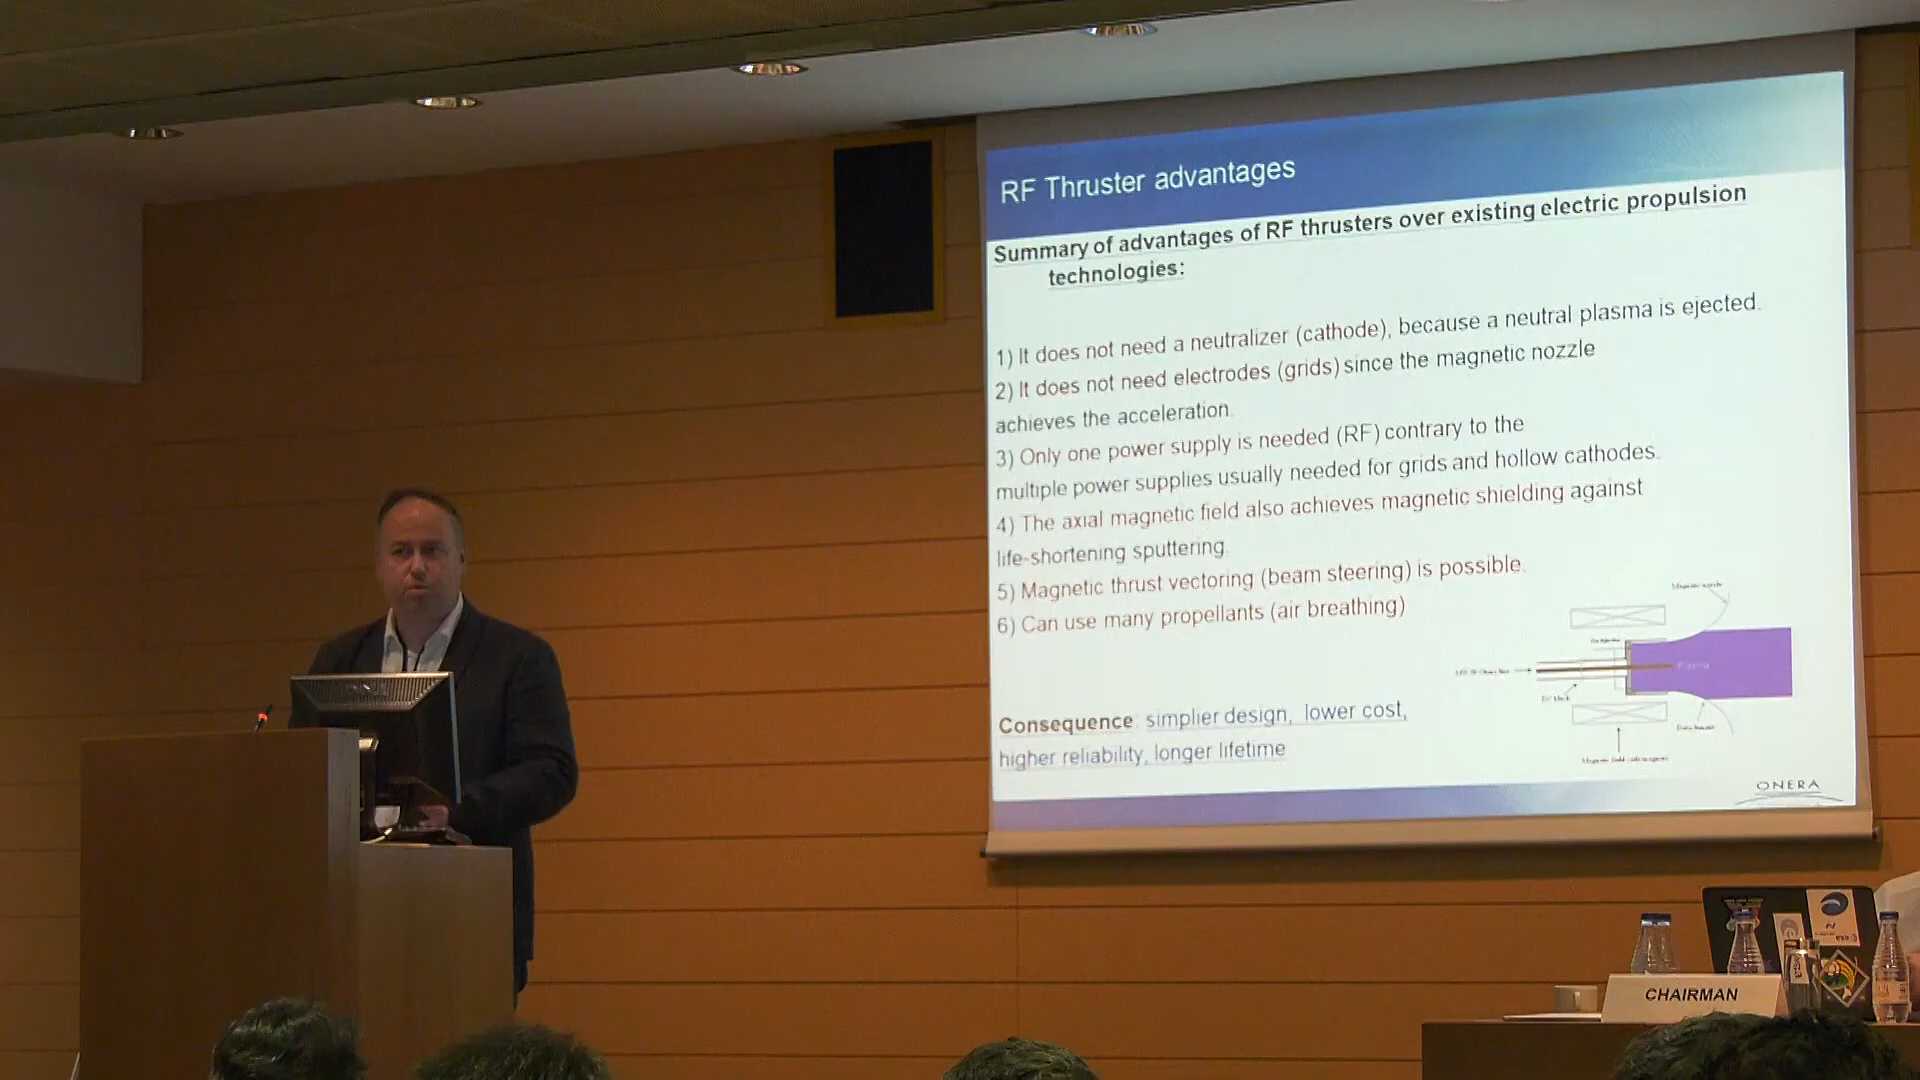 RF Thruster advantages
Summary of advantages of RF thrusters over existing electric propulsion
technologies:
1) It does not need a neutralizer (cathode), because a neutral plasma is ejected.
2) It does not need electrodes (grids) since the magnetic nozzle
achieves the acceleration.
3) Only one power supply is needed (RF) contrary to the
multiple power supplies usually needed for grids and hollow cathodes.
4) The axial magnetic field also achieves magnetic shielding against
life-shortening sputtering.
5) Magnetic thrust vectoring (beam steering) is possible.
6) Can use many propellants (air breathing)
Plasma
Consequence: simplier design, lower cost,
higher reliability, longer lifetime
ONERA
CHAIRMAN